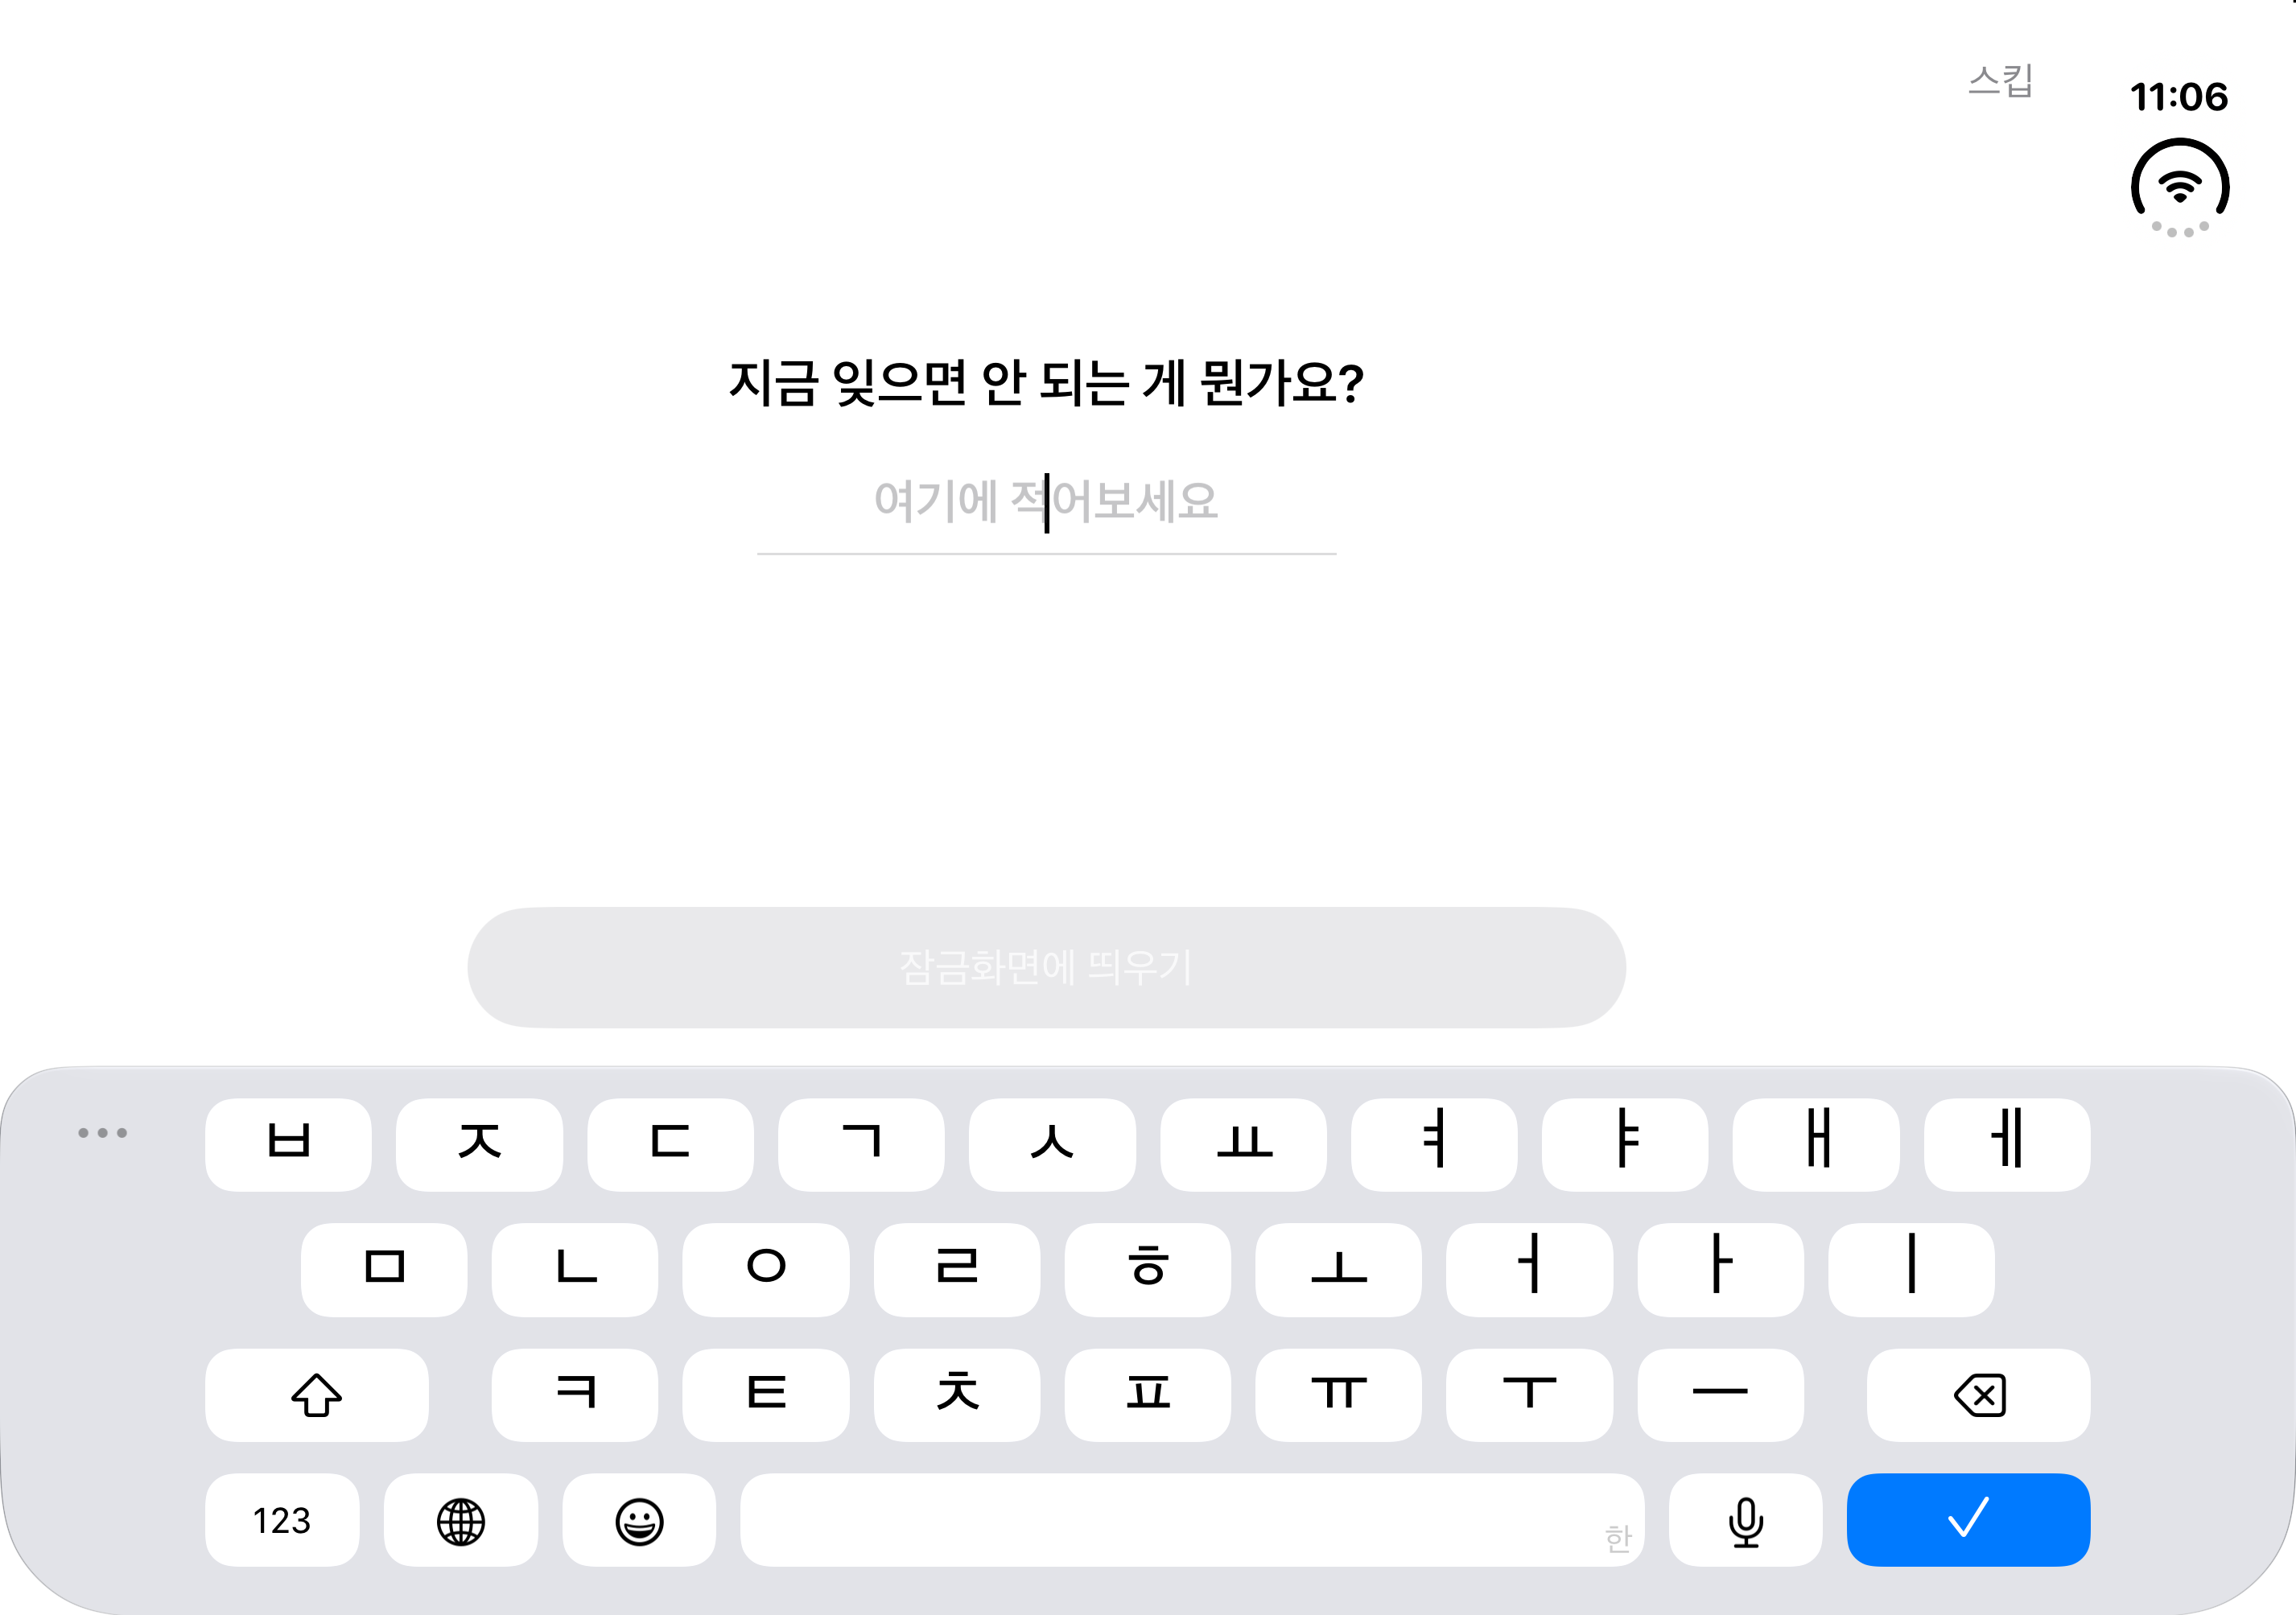 스킵
11:06
지금 잊으면 안 되는 게 뭔가요?
여기에 적어보세요
잠금화면에 띄우기
ㅂ ㅈ ㄷ ㄱ ㅅ ㅛ ㅕ ㅑ ㅐ ㅔ
ㅁ ㄴ ㅇ ㄹ ㅎ ㅗ ㅓ ㅏ ㅣ
ㅋ ㅌ ㅊ ㅍ ㅠ ㅜ ㅡ
123 한